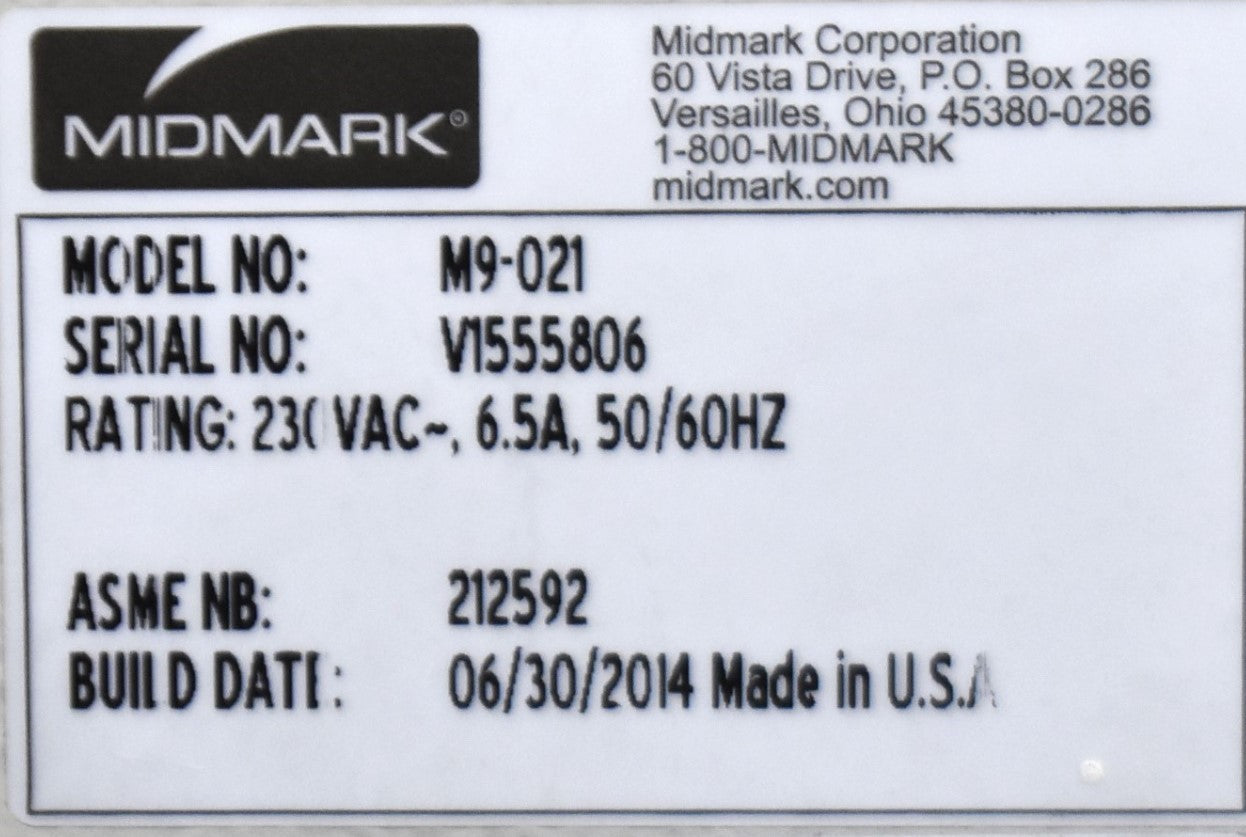 MIDMARK®
Midmark Corporation
60 Vista Drive, P.O. Box 286
Versailles, Ohio 45380-0286
1-800-MIDMARK
midmark.com
MODEL NO: M9-021
SERIAL NO: V1555806
RATING: 230 VAC~, 6.5A, 50/60HZ
ASME NB: 212592
BUILD DATE: 06/30/2014 Made in U.S.A